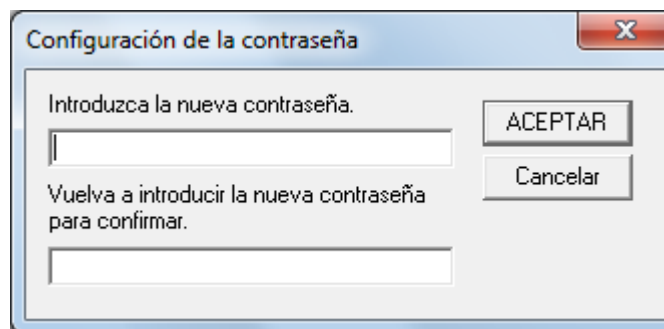 Configuración de la contraseña
Introduzca la nueva contraseña.
ACEPTAR
Cancelar
Vuelva a introducir la nueva contraseña
para confirmar.